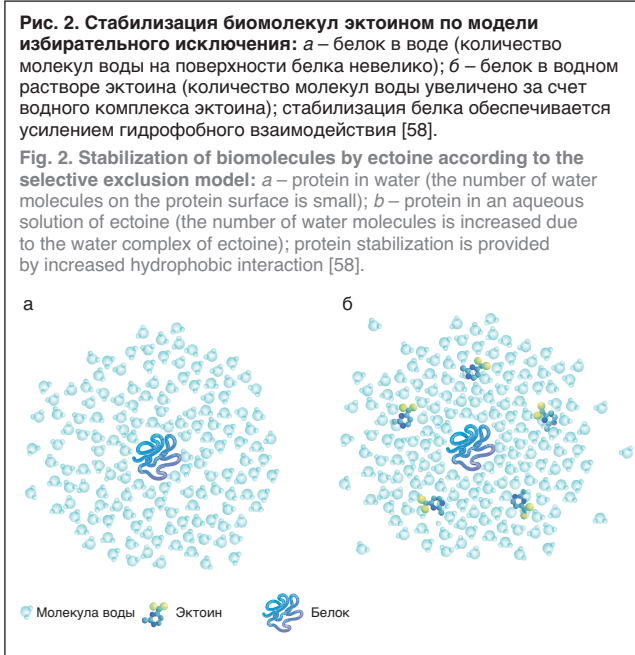 Рис. 2. Стабилизация биомолекул эктоином по модели
избирательного исключения: а – белок в воде (количество
молекул воды на поверхности белка невелико); б – белок в водном
растворе эктоина (количество молекул воды увеличено за счет
водного комплекса эктоина); стабилизация белка обеспечивается
усилением гидрофобного взаимодействия [58].
Fig. 2. Stabilization of biomolecules by ectoine according to the
selective exclusion model: a – protein in water (the number of water
molecules on the protein surface is small); b – protein in an aqueous
solution of ectoine (the number of water molecules is increased due
to the water complex of ectoine); protein stabilization is provided
by increased hydrophobic interaction [58].
а
б
Молекула воды
Эктоин
Белок